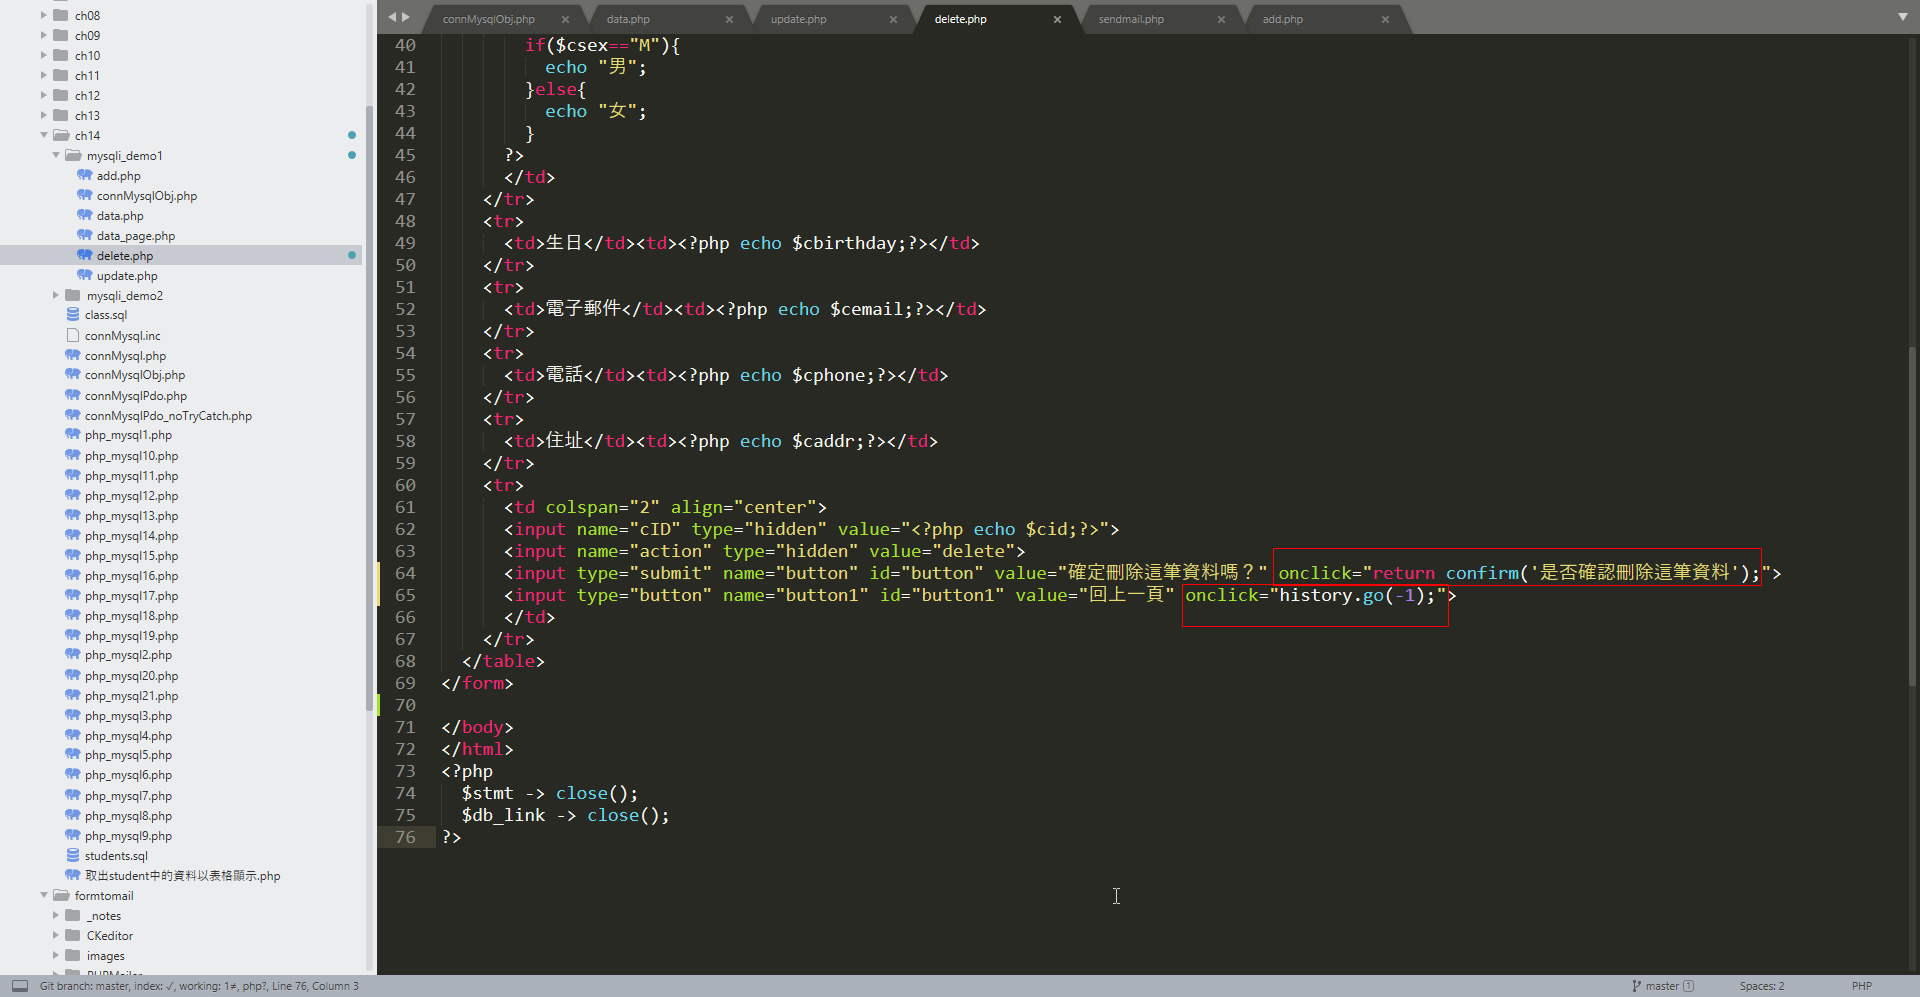 ch08
ch09
ch10
ch11
ch12
ch13
ch14
mysqli_demo1
add.php
connMysqlObj.php
data.php
data_page.php
delete.php
update.php
mysqli_demo2
class.sql
connMysql.inc
connMysql.php
connMysqlObj.php
connMysqlPdo.php
connMysqlPdo_noTryCatch.php
php_mysql1.php
php_mysql10.php
php_mysql11.php
php_mysql12.php
php_mysql13.php
php_mysql14.php
php_mysql15.php
php_mysql16.php
php_mysql17.php
php_mysql18.php
php_mysql19.php
php_mysql2.php
php_mysql20.php
php_mysql21.php
php_mysql3.php
php_mysql4.php
php_mysql5.php
php_mysql6.php
php_mysql7.php
php_mysql8.php
php_mysql9.php
students.sql
取出student中的資料以表格顯示.php
formtomail
_notes
CKeditor
images
connMysqlObj.php × data.php × update.php × delete.php × sendmail.php × add.php ×
40 if($csex=="M"){
41 echo "男";
42 }else{
43 echo "女";
44 }
45 ?>
46 </td>
47 </tr>
48 <tr>
49 <td>生日</td><td><?php echo $cbirthday;?></td>
50 </tr>
51 <tr>
52 <td>電子郵件</td><td><?php echo $cemail;?></td>
53 </tr>
54 <tr>
55 <td>電話</td><td><?php echo $cphone;?></td>
56 </tr>
57 <tr>
58 <td>住址</td><td><?php echo $caddr;?></td>
59 </tr>
60 <tr>
61 <td colspan="2" align="center">
62 <input name="cID" type="hidden" value="<?php echo $cid;?>">
63 <input name="action" type="hidden" value="delete">
64 <input type="submit" name="button" id="button" value="確定刪除這筆資料嗎？" onclick="return confirm('是否確認刪除這筆資料');">
65 <input type="button" name="button1" id="button1" value="回上一頁" onclick="history.go(-1);">
66 </td>
67 </tr>
68 </table>
69 </form>
70
71 </body>
72 </html>
73 <?php
74 $stmt -> close();
75 $db_link -> close();
76 ?>
Git branch: master, index: ✓, working: 1≠, php?, Line 76, Column 3
master 1
Spaces: 2
PHP